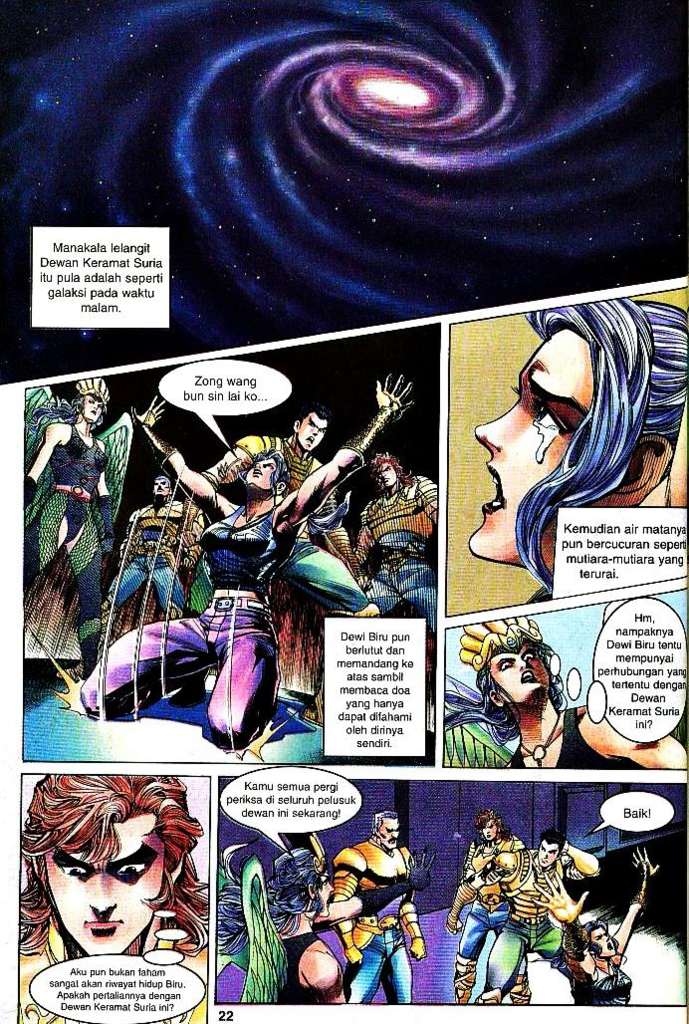 Manakala lelangit
Dewan Keramat Suria
itu pula adalah seperti
galaksi pada waktu
malam.
Zong wang
bun sin lai ko...
Dewi Biru pun
berlutut dan
memandang ke
atas sambil
membaca doa
yang hanya
dapat difahami
oleh dirinya
sendiri.
Kemudian air matanya
pun bercucuran seperti
mutiara-mutiara yang
terurai.
Hm,
nampaknya
Dewi Biru tentu
mempunyai
perhubungan yang
tertentu dengan
Dewan
Keramat Suria
ini?
Aku pun bukan faham
sangat akan riwayat hidup Biru.
Apakah pertaliannya dengan
Dewan Keramat Suria ini?
Kamu semua pergi
periksa di seluruh pelusuk
dewan ini sekarang!
Baik!
22